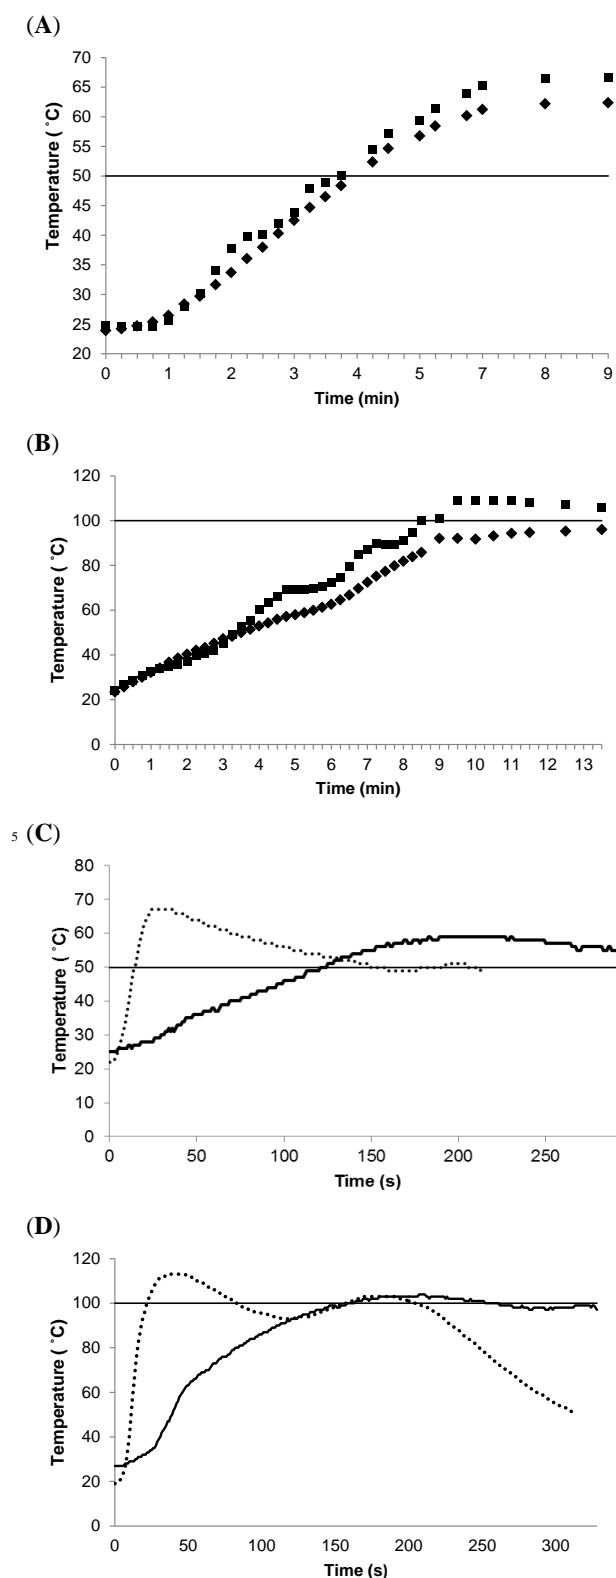 (A)
70
65
60
55
50
45
40
35
30
25
20
Temperature ( ˚C)
0 1 2 3 4 5 6 7 8 9
Time (min)
(B)
120
100
80
60
40
20
0
Temperature ( ˚C)
0 1 2 3 4 5 6 7 8 9 10 11 12 13
Time (min)
5 (C)
80
70
60
50
40
30
20
10
0
Temperature ( ˚C)
0 50 100 150 200 250
Time (s)
(D)
120
100
80
60
40
20
0
Temperature ( ˚C)
0 50 100 150 200 250 300
Time (s)